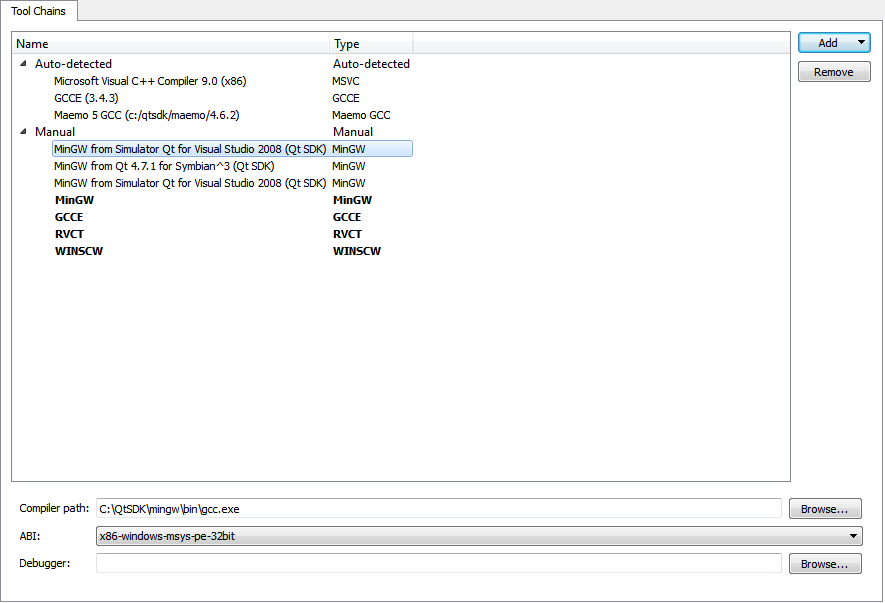 Tool Chains
Name Type
Auto-detected Auto-detected
Microsoft Visual C++ Compiler 9.0 (x86) MSVC
GCCE (3.4.3) GCCE
Maemo 5 GCC (c:/qtsdk/maemo/4.6.2) Maemo GCC
Manual Manual
MinGW from Simulator Qt for Visual Studio 2008 (Qt SDK) MinGW
MinGW from Qt 4.7.1 for Symbian^3 (Qt SDK) MinGW
MinGW from Simulator Qt for Visual Studio 2008 (Qt SDK) MinGW
MinGW MinGW
GCCE GCCE
RVCT RVCT
WINSCW WINSCW
Add
Remove
Compiler path: C:\QtSDK\mingw\bin\gcc.exe Browse...
ABI: x86-windows-msys-pe-32bit
Debugger: Browse...